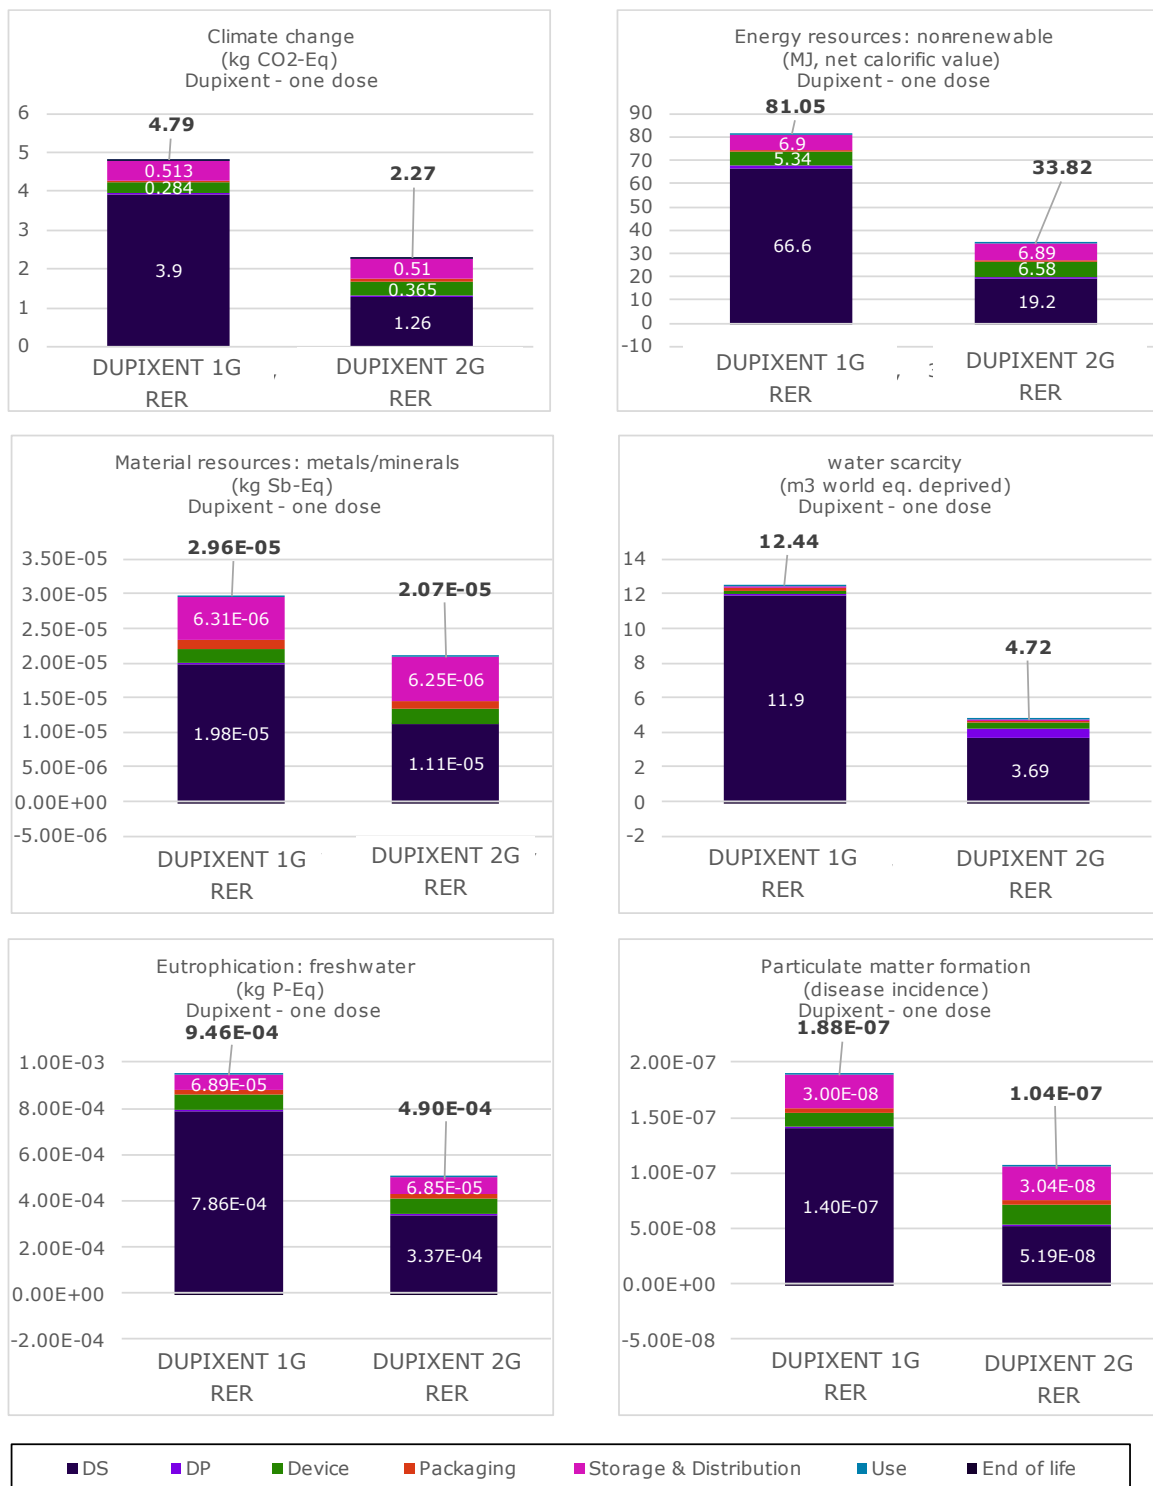 Climate change
(kg CO2-Eq)
Dupixent - one dose
6
5
4
3
2
1
0
4.79
0.513
0.284
3.9
2.27
0.51
0.365
1.26
DUPIXENT 1G
RER
DUPIXENT 2G
RER
Energy resources: nonrenewable
(MJ, net calorific value)
Dupixent - one dose
90
80
70
60
50
40
30
20
10
0
-10
81.05
6.9
5.34
66.6
33.82
6.89
6.58
19.2
DUPIXENT 1G
RER
DUPIXENT 2G
RER
Material resources: metals/minerals
(kg Sb-Eq)
Dupixent - one dose
3.50E-05
3.00E-05
2.50E-05
2.00E-05
1.50E-05
1.00E-05
5.00E-06
0.00E+00
-5.00E-06
2.96E-05
6.31E-06
1.98E-05
2.07E-05
6.25E-06
1.11E-05
DUPIXENT 1G
RER
DUPIXENT 2G
RER
water scarcity
(m3 world eq. deprived)
Dupixent - one dose
14
12
10
8
6
4
2
0
-2
12.44
11.9
4.72
3.69
DUPIXENT 1G
RER
DUPIXENT 2G
RER
Eutrophication: freshwater
(kg P-Eq)
Dupixent - one dose
1.00E-03
8.00E-04
6.00E-04
4.00E-04
2.00E-04
0.00E+00
-2.00E-04
9.46E-04
6.89E-05
7.86E-04
4.90E-04
6.85E-05
3.37E-04
DUPIXENT 1G
RER
DUPIXENT 2G
RER
Particulate matter formation
(disease incidence)
Dupixent - one dose
2.00E-07
1.50E-07
1.00E-07
5.00E-08
0.00E+00
-5.00E-08
1.88E-07
3.00E-08
1.40E-07
1.04E-07
3.04E-08
5.19E-08
DUPIXENT 1G
RER
DUPIXENT 2G
RER
DS DP Device Packaging Storage & Distribution Use End of life